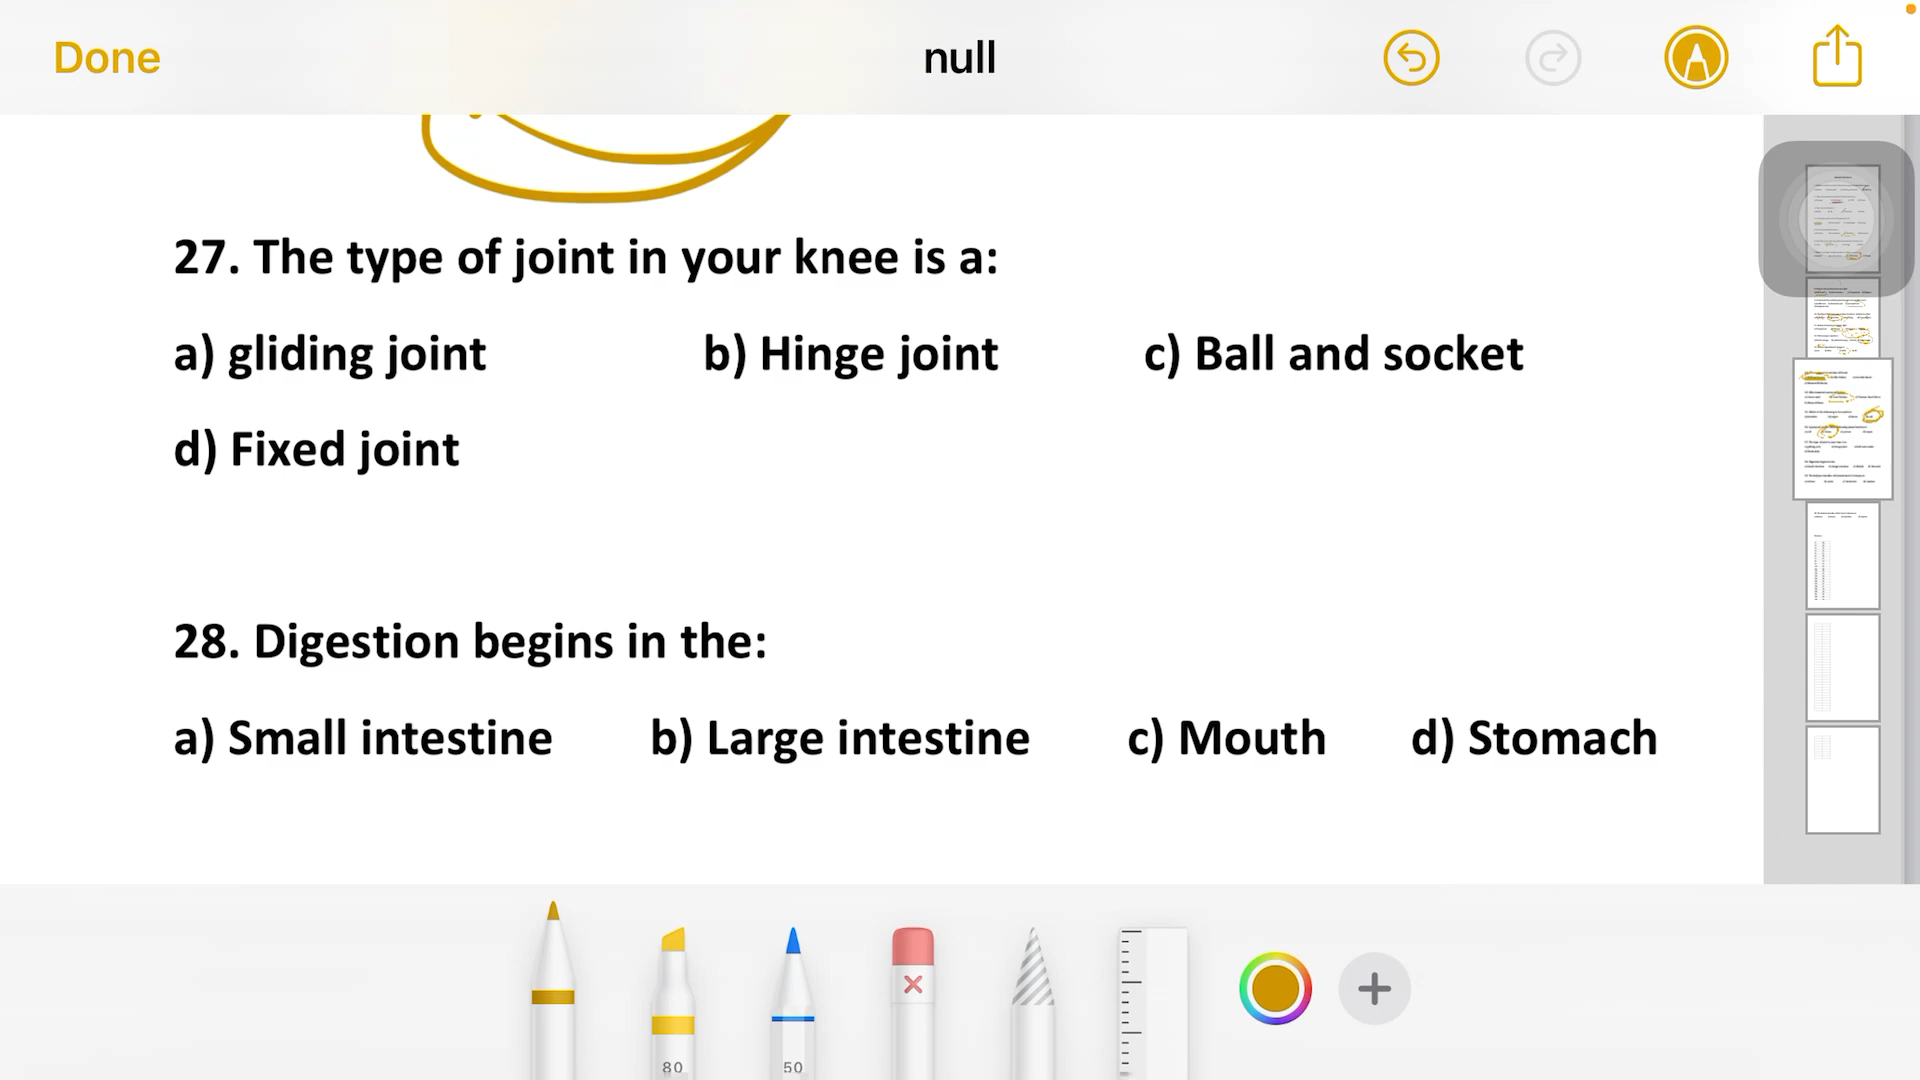 Done
null
27. The type of joint in your knee is a:
a) gliding joint b) Hinge joint c) Ball and socket
d) Fixed joint
28. Digestion begins in the:
a) Small intestine b) Large intestine c) Mouth d) Stomach
80
50